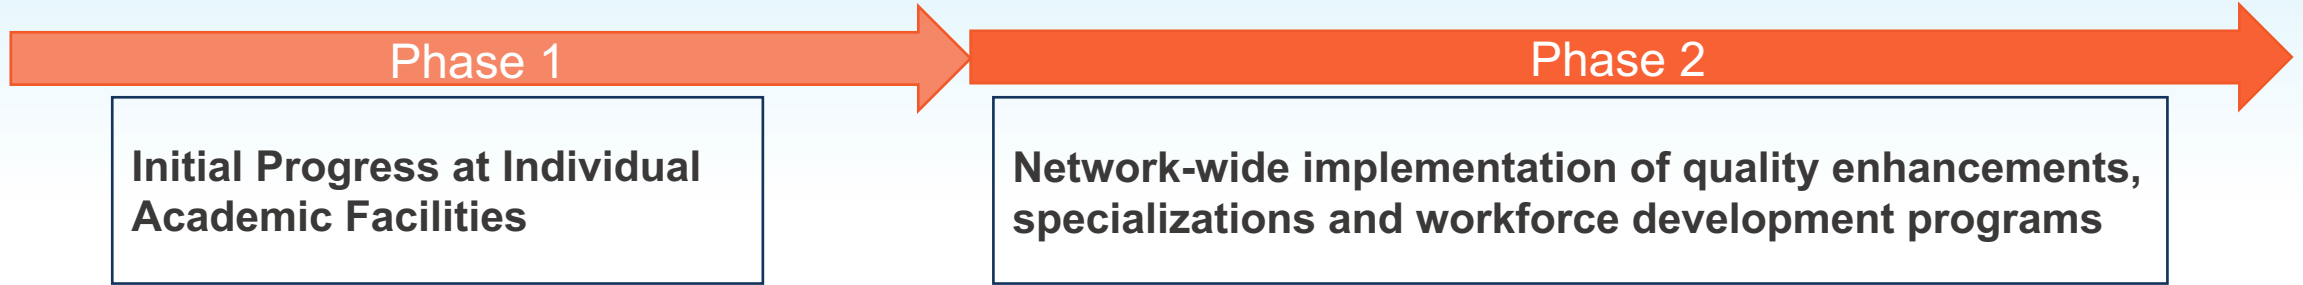 Phase 1
Phase 2
Initial Progress at Individual
Academic Facilities
Network-wide implementation of quality enhancements,
specializations and workforce development programs